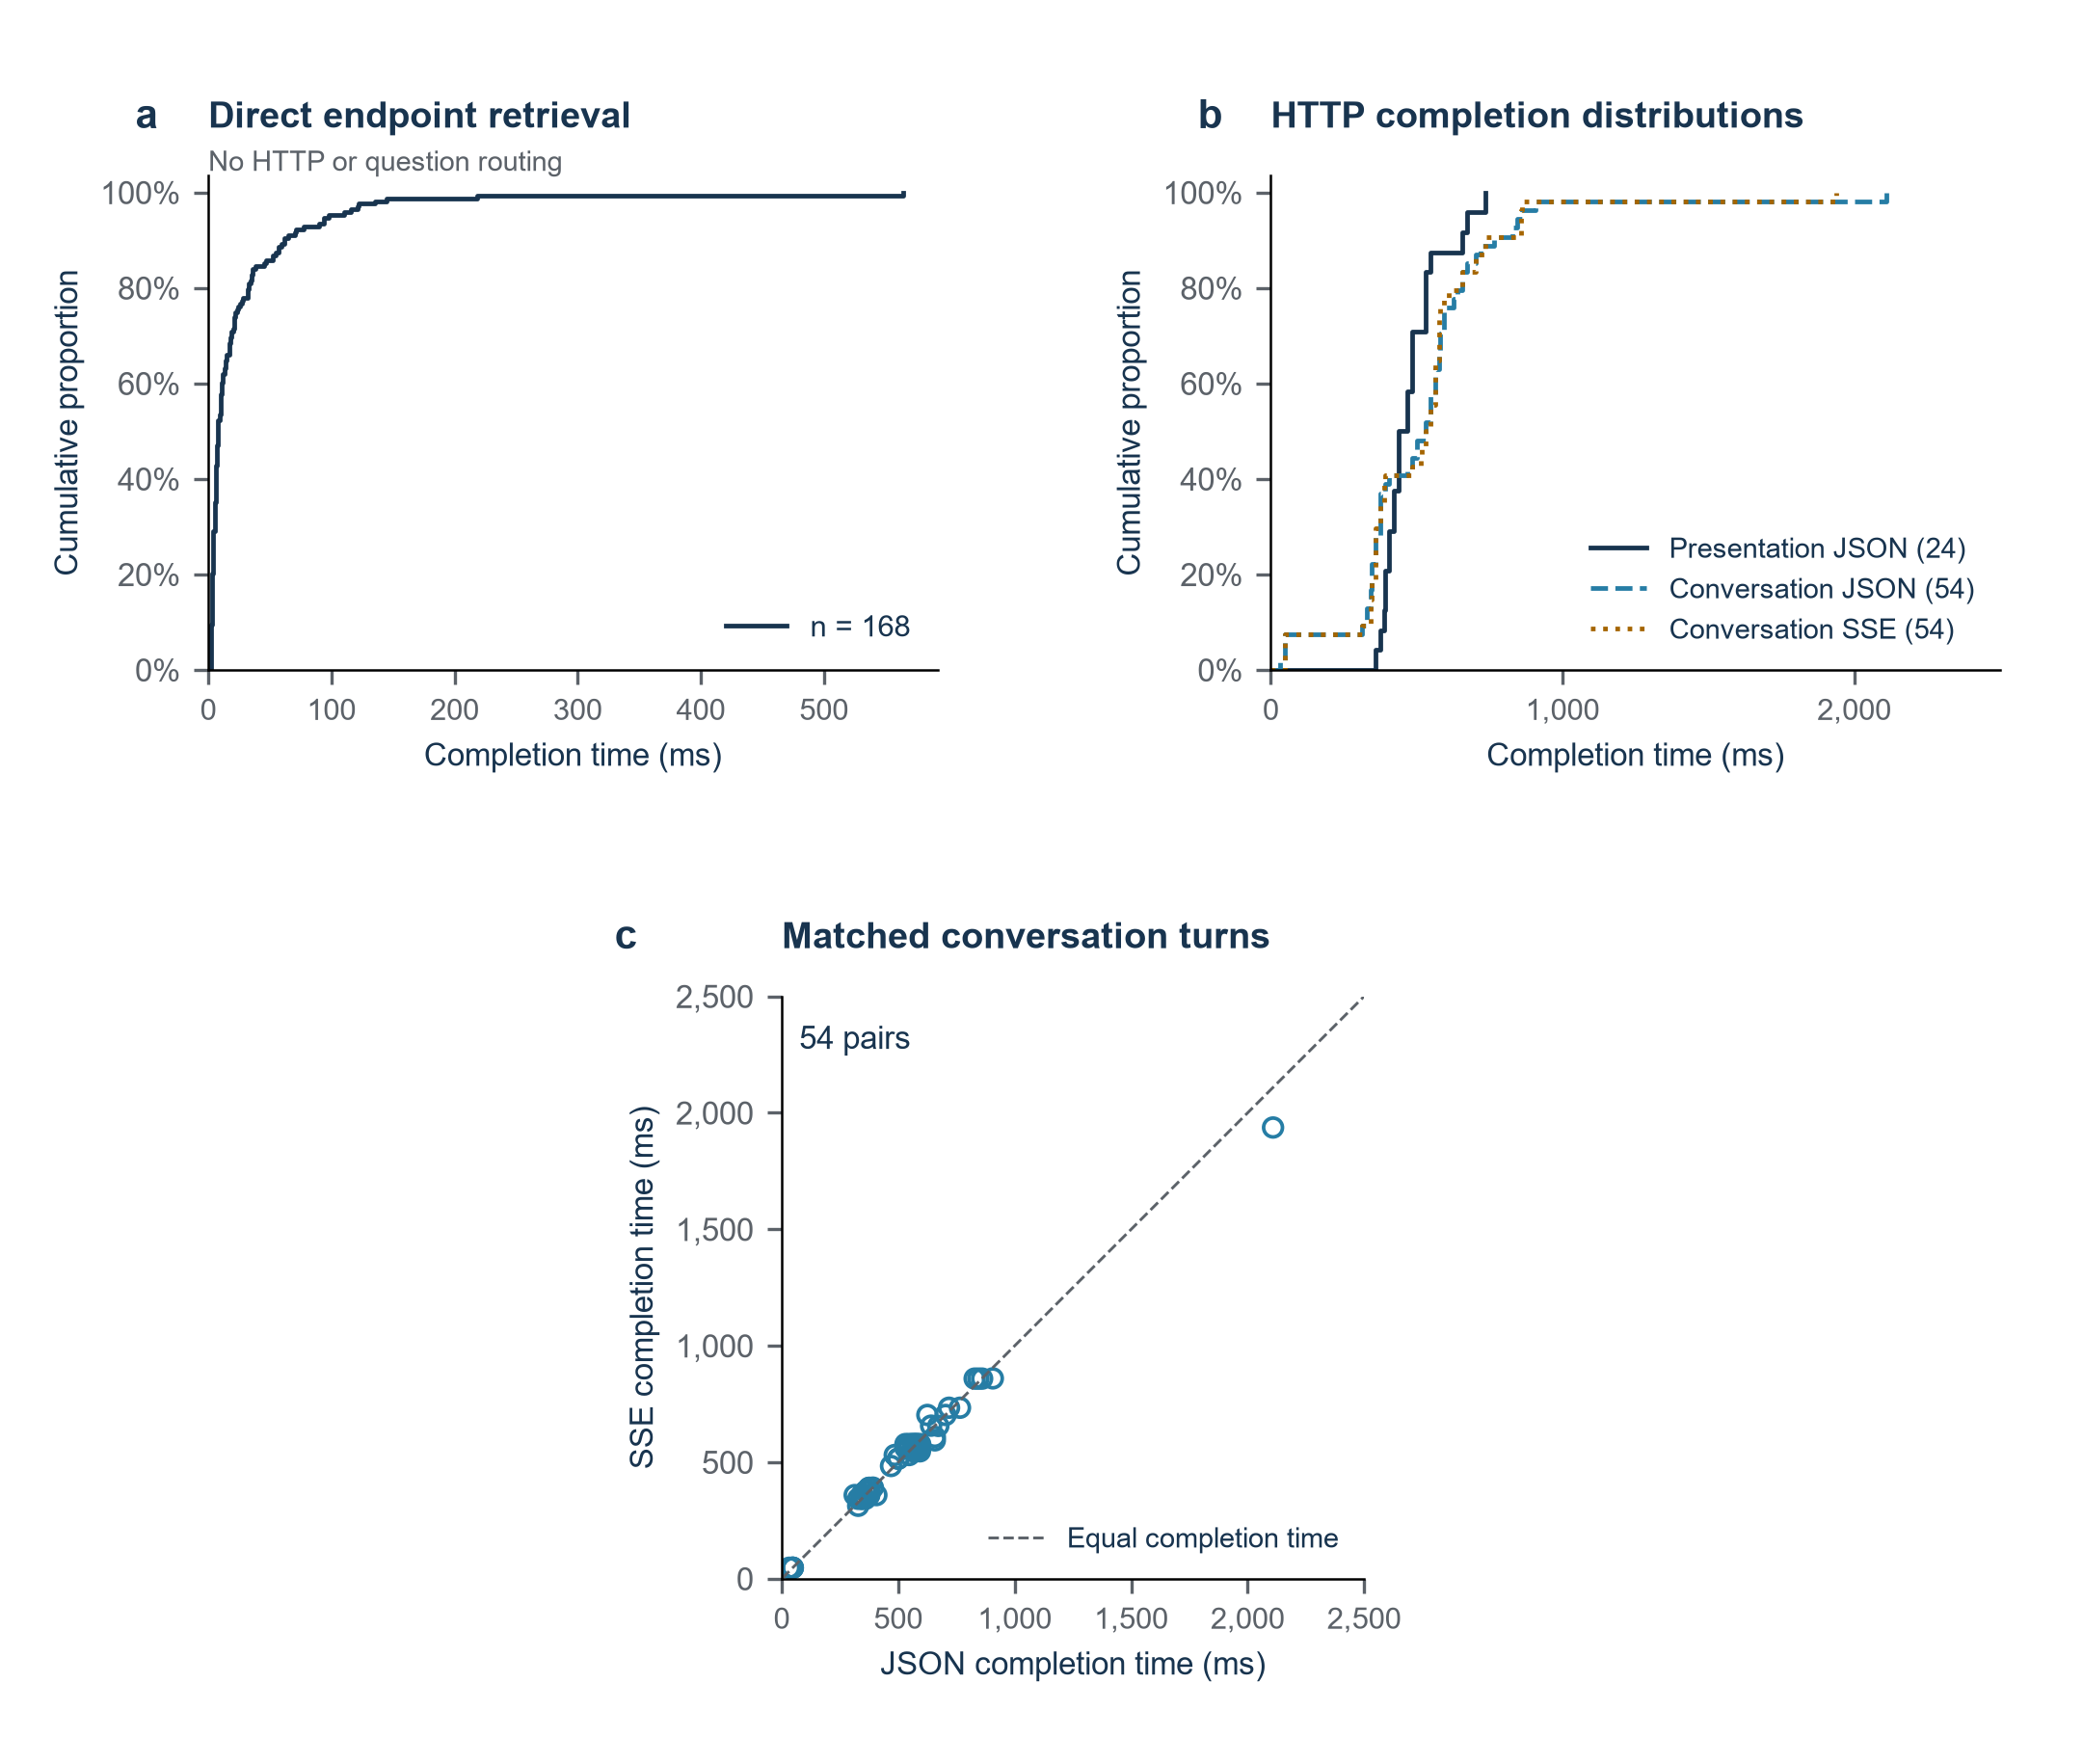 a Direct endpoint retrieval
No HTTP or question routing
100%
80%
60%
40%
20%
0%
Cumulative proportion
n = 168
0 100 200 300 400 500
Completion time (ms)
b HTTP completion distributions
100%
80%
60%
40%
20%
0%
Cumulative proportion
Presentation JSON (24)
Conversation JSON (54)
Conversation SSE (54)
0 1,000 2,000
Completion time (ms)
c Matched conversation turns
2,500
2,000
1,500
1,000
500
0
SSE completion time (ms)
54 pairs
Equal completion time
0 500 1,000 1,500 2,000 2,500
JSON completion time (ms)